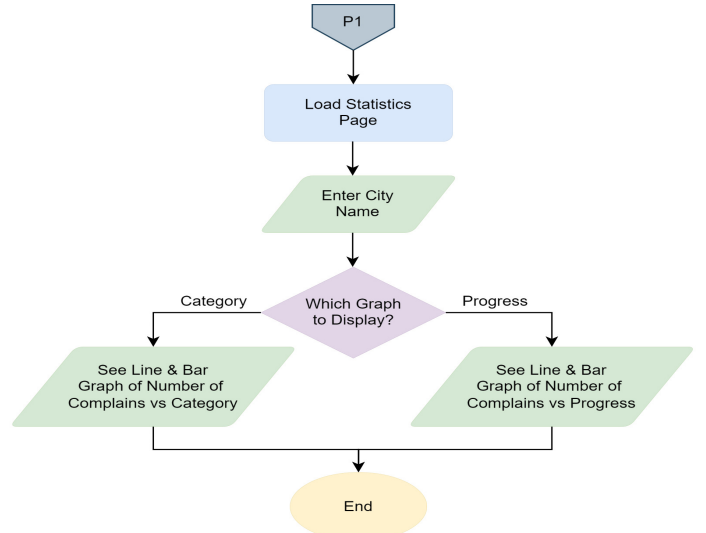 P1
Load Statistics
Page
Enter City
Name
Which Graph
to Display?
Category
Progress
See Line & Bar
Graph of Number of
Complains vs Category
See Line & Bar
Graph of Number of
Complains vs Progress
End